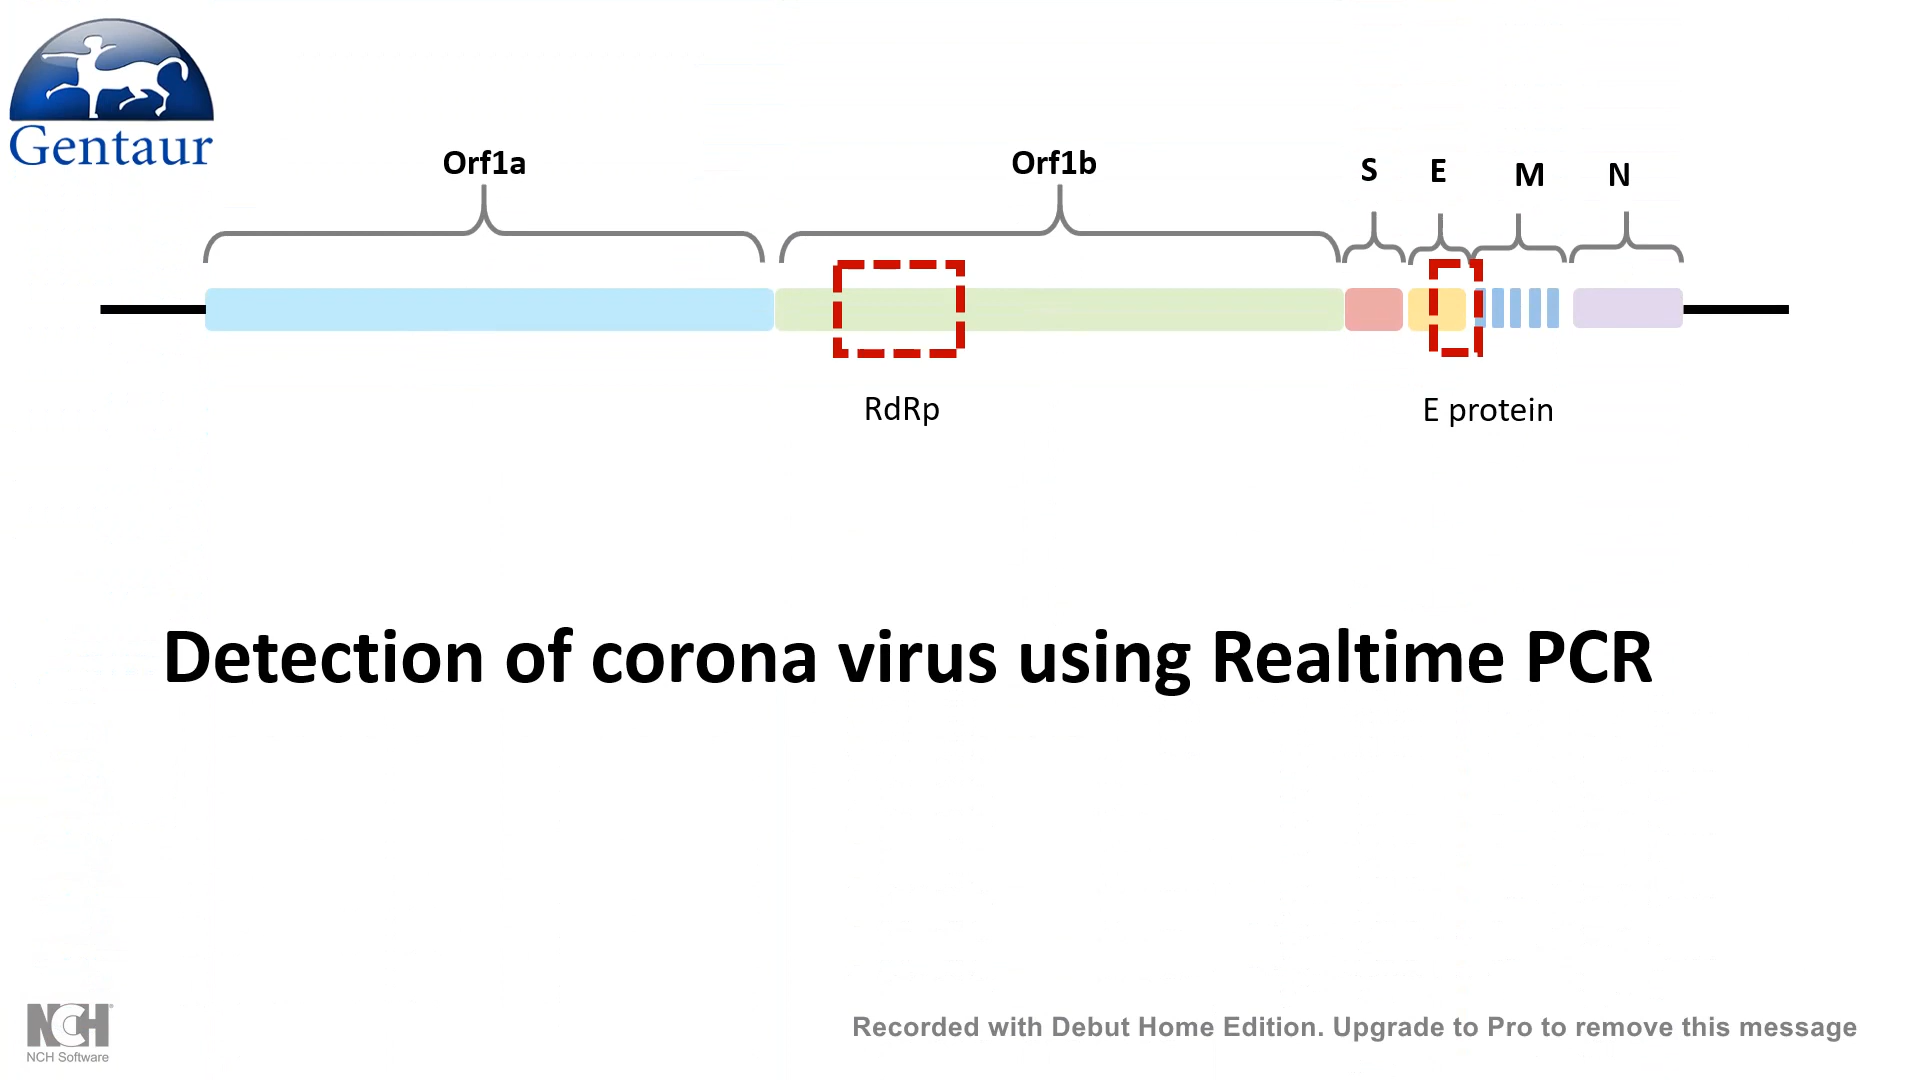 Gentaur
Orf1a
Orf1b
S
E
M
N
RdRp
E protein
Detection of corona virus using Realtime PCR
NCH
NCH Software
Recorded with Debut Home Edition. Upgrade to Pro to remove this message